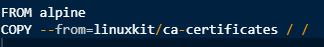 FROM alpine
COPY --from=linuxkit/ca-certificates / /